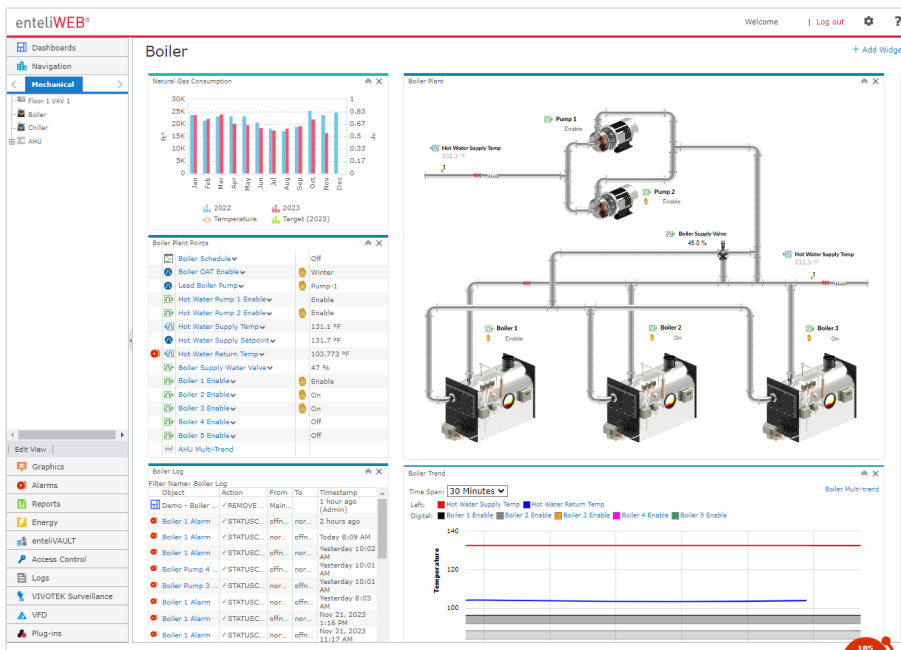 enteliWEB®
Welcome | Log out ?
Dashboards
Navigation
Mechanical
Floor 1 VAV 1
Boiler
Chiller
AHU
Edit View
Graphics
Alarms
Reports
Energy
enteliVAULT
Access Control
Logs
VIVOTEK Surveillance
VFD
Plug-ins
Boiler
+ Add Widge
Natural Gas Consumption
30K
25K
20K
15K
10K
5K
0
ft³
1
0.83
0.67
0.5
0.33
0.17
0
°F
Jan Feb Mar Apr May Jun Jul Aug Sep Oct Nov Dec
2022 2023
Temperature Target (2023)
Boiler Plant Points
Boiler Schedule Off
Boiler OAT Enable Winter
Lead Boiler Pump Pump-1
Hot Water Pump 1 Enable Enable
Hot Water Pump 2 Enable Enable
Hot Water Supply Temp 131.1 °F
Hot Water Supply Setpoint 131.7 °F
Hot Water Return Temp 103.773 °F
Boiler Supply Water Valve 47 %
Boiler 1 Enable Enable
Boiler 2 Enable On
Boiler 3 Enable On
Boiler 4 Enable Off
Boiler 5 Enable Off
AHU Multi-Trend
Boiler Log
Filter Name: Boiler Log
Object Action From To Timestamp
Demo - Boiler ... ✓REMOVE Main... 1 hour ago (Admin)
Boiler 1 Alarm ✓STATUSC... offn... nor... 2 hours ago
Boiler 1 Alarm ✓STATUSC... nor... offn... Today 8:09 AM
Boiler 1 Alarm ✓STATUSC... offn... nor... Yesterday 10:02 AM
Boiler Pump 4 ... ✓STATUSC... offn... nor... Yesterday 10:01 AM
Boiler Pump 3 ... ✓STATUSC... nor... offn... Yesterday 10:01 AM
Boiler 1 Alarm ✓STATUSC... nor... offn... Yesterday 8:03 AM
Boiler 1 Alarm ✓STATUSC... offn... nor... Nov 21, 2023 1:16 PM
Boiler 1 Alarm ✓STATUSC... nor... offn... Nov 21, 2023 11:17 AM
Boiler Plant
Pump 1
Enable
Hot Water Supply Temp
131.3 °F
Pump 2
Enable
Boiler Supply Valve
45.0 %
Hot Water Supply Temp
131.3 °F
Boiler 1
Enable
Boiler 2
On
Boiler 3
On
Boiler Trend
Time Span: 30 Minutes
Boiler Multi-trend
Left: Hot Water Supply Temp Hot Water Return Temp
Digital: Boiler 1 Enable Boiler 2 Enable Boiler 3 Enable Boiler 4 Enable Boiler 5 Enable
Temperature
140
120
100
185